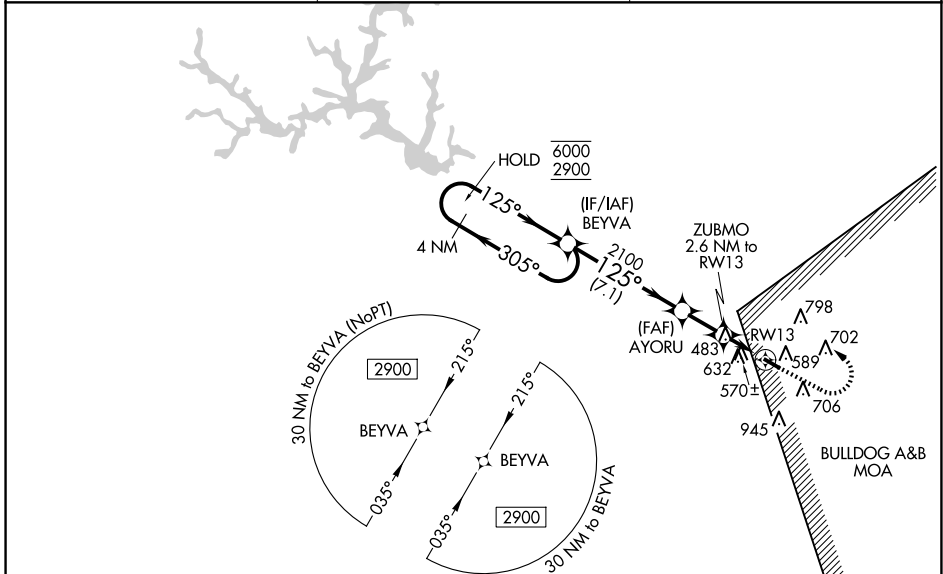 HOLD
6000
2900
125°
(IF/IAF)
BEYVA
4 NM
305°
2100
125°
(7.1)
ZUBMO
2.6 NM to
RW13
(FAF)
AYORU
RW13
798
702
483
589
632
570±
706
945
BULLDOG A&B
MOA
30 NM to BEYVA (NoPT)
215°
2900
BEYVA
035°
215°
BEYVA
2900
035°
30 NM to BEYVA